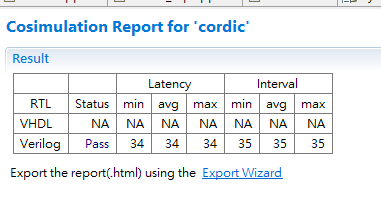 Cosimulation Report for 'cordic'
Result
Latency Interval
RTL Status min avg max min avg max
VHDL NA NA NA NA NA NA NA
Verilog Pass 34 34 34 35 35 35
Export the report(.html) using the Export Wizard